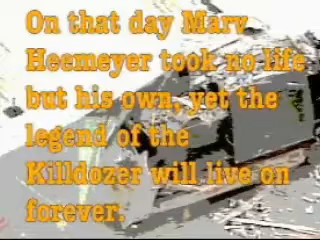 On that day Marv
Heemeyer took no life
but his own, yet the
legend of the
Killdozer will live on
forever.